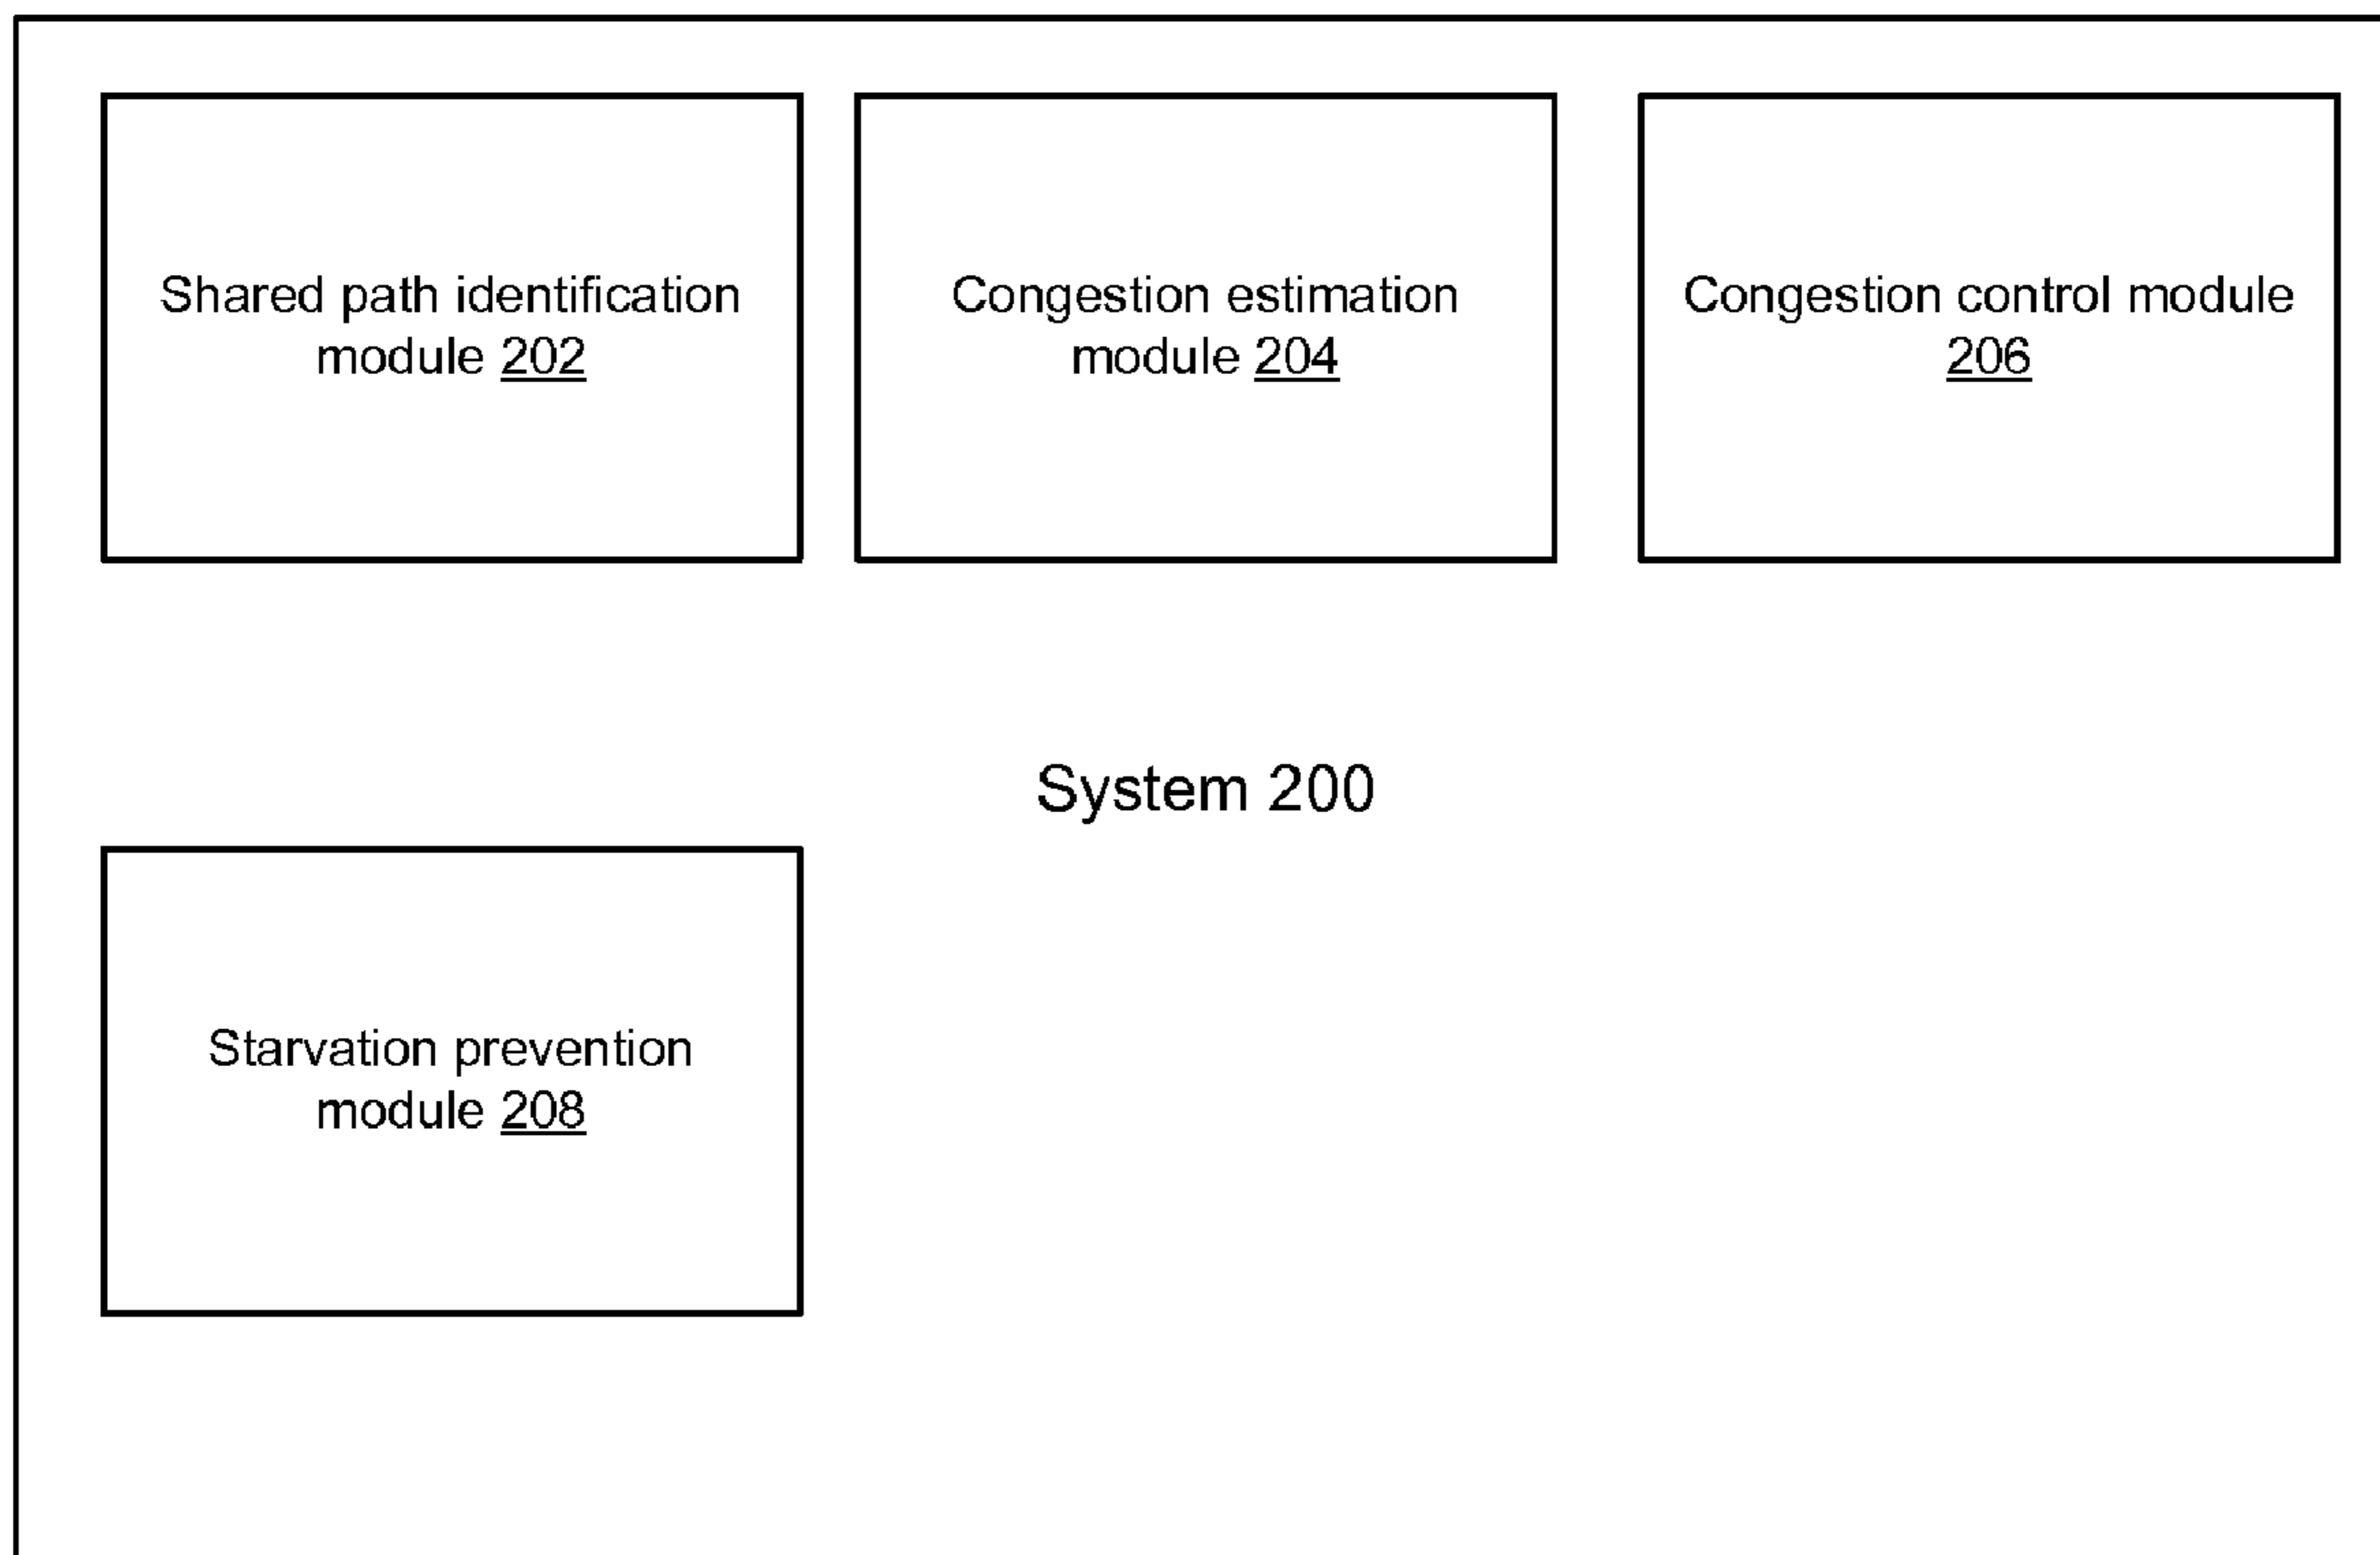 Shared path identification
module 202
Congestion estimation
module 204
Congestion control module
206
System 200
Starvation prevention
module 208